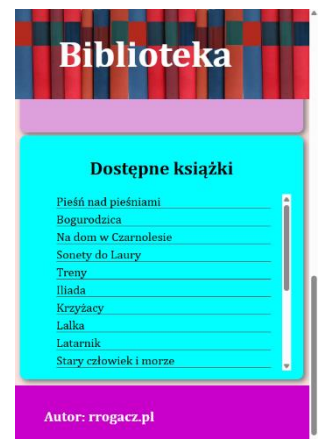 Biblioteka
Dostępne książki
Pieśń nad pieśniami
Bogurodzica
Na dom w Czarnolesie
Sonety do Laury
Treny
Iliada
Krzyżacy
Lalka
Latarnik
Stary człowiek i morze
Autor: rrogacz.pl